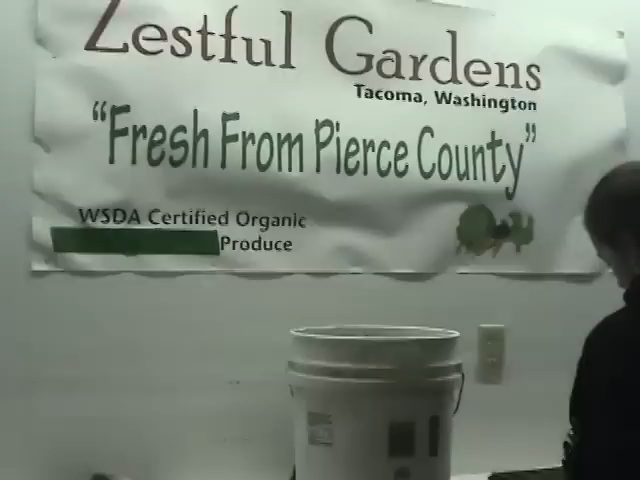 Zestful Gardens
Tacoma, Washington
"Fresh From Pierce County"
WSDA Certified Organic
Produce